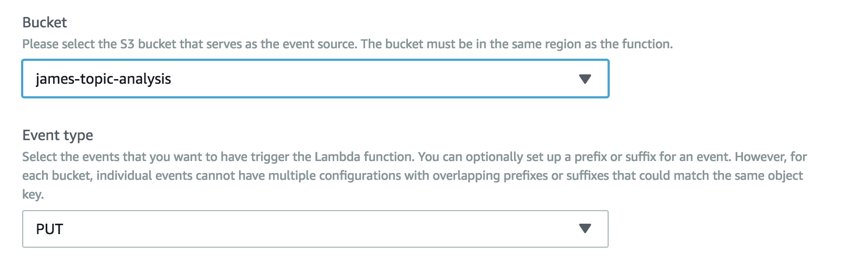 Bucket
Please select the S3 bucket that serves as the event source. The bucket must be in the same region as the function.
james-topic-analysis
Event type
Select the events that you want to have trigger the Lambda function. You can optionally set up a prefix or suffix for an event. However, for
each bucket, individual events cannot have multiple configurations with overlapping prefixes or suffixes that could match the same object
key.
PUT